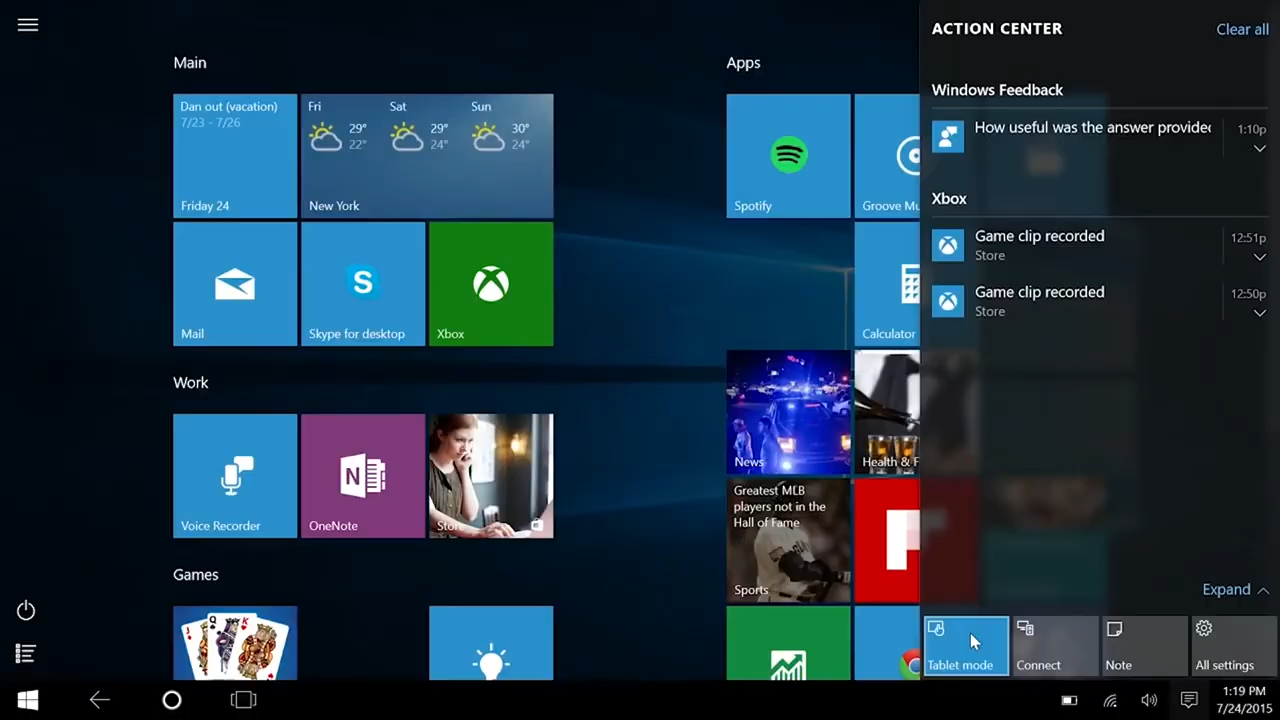 Main
Dan out (vacation)
7/23 - 7/26
Friday 24
Fri
29°
22°
Sat
29°
24°
Sun
30°
24°
New York
Mail
Skype for desktop
Xbox
Work
Voice Recorder
OneNote
Store
Games
Apps
Spotify
Groove Mu
Calculator
News
Health & F
Greatest MLB
players not in the
Hall of Fame
Sports
ACTION CENTER
Clear all
Windows Feedback
How useful was the answer provided
1:10p
Xbox
Game clip recorded
12:51p
Store
Game clip recorded
12:50p
Store
Expand
Tablet mode
Connect
Note
All settings
1:19 PM
7/24/2015